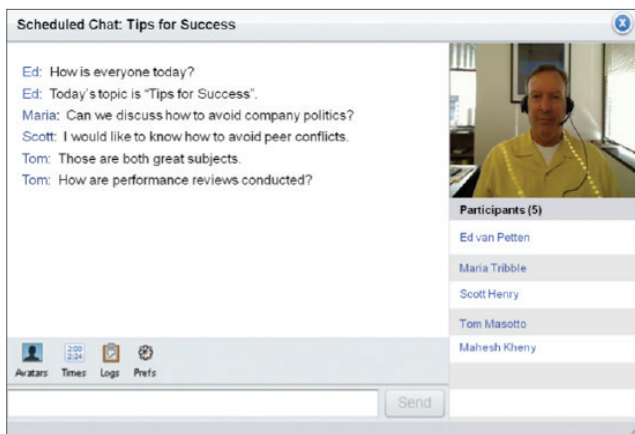 Scheduled Chat: Tips for Success
Ed: How is everyone today?
Ed: Today's topic is “Tips for Success”.
Maria: Can we discuss how to avoid company politics?
Scott: I would like to know how to avoid peer conflicts.
Tom: Those are both great subjects.
Tom: How are performance reviews conducted?
Participants (5)
Ed van Petten
Maria Tribble
Scott Henry
Tom Masotto
Mahesh Kheny
2:00
2:24
Avatars Times Logs Prefs
Send